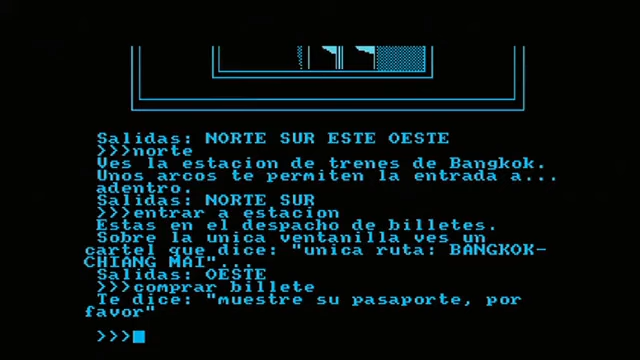 Salidas: NORTE SUR ESTE OESTE
>>>norte
Ves la estacion de trenes de Bangkok.
Unos arcos te permiten la entrada a...
adentro.
Salidas: NORTE SUR
>>>entrar a estacion
Estas en el despacho de billetes.
Sobre la unica ventanilla ves un
cartel que dice: "unica ruta: BANGKOK-
CHIANG MAI"...
Salidas: OESTE
>>>comprar billete
Te dice: "muestre su pasaporte, por
favor"
>>>